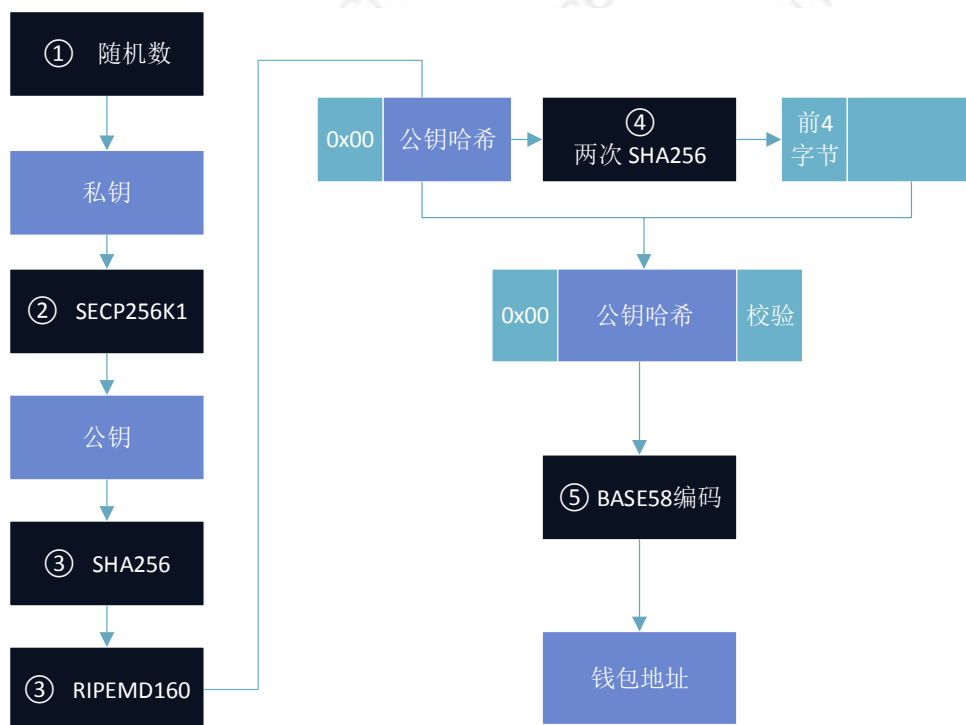 ① 随机数
私钥
② SECP256K1
公钥
③ SHA256
③ RIPEMD160
0x00
公钥哈希
④
两次 SHA256
前4
字节
0x00
公钥哈希
校验
⑤ BASE58编码
钱包地址